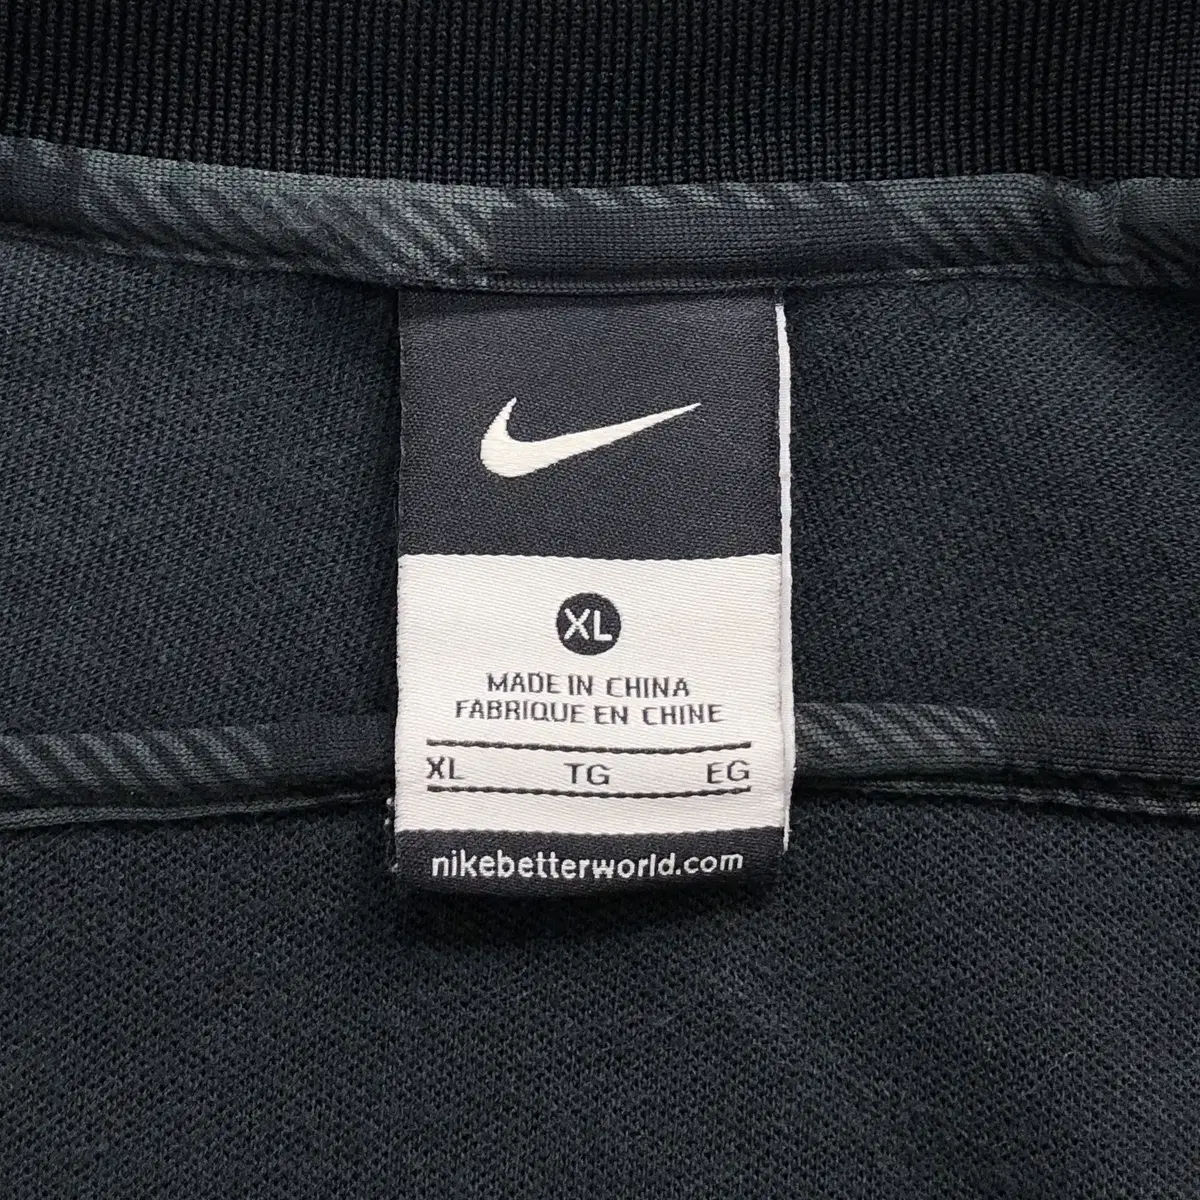 XL
MADE IN CHINA
FABRIQUE EN CHINE
XL TG EG
nikebetterworld.com